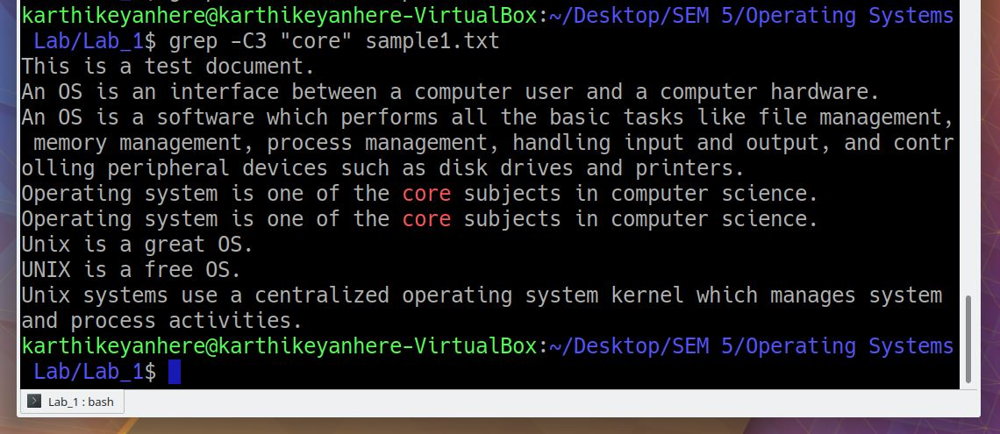 karthikeyanhere@karthikeyanhere-VirtualBox:~/Desktop/SEM 5/Operating Systems
 Lab/Lab_1$ grep -C3 "core" sample1.txt
This is a test document.
An OS is an interface between a computer user and a computer hardware.
An OS is a software which performs all the basic tasks like file management,
 memory management, process management, handling input and output, and contr
olling peripheral devices such as disk drives and printers.
Operating system is one of the core subjects in computer science.
Operating system is one of the core subjects in computer science.
Unix is a great OS.
UNIX is a free OS.
Unix systems use a centralized operating system kernel which manages system
and process activities.
karthikeyanhere@karthikeyanhere-VirtualBox:~/Desktop/SEM 5/Operating Systems
 Lab/Lab_1$
Lab_1 : bash